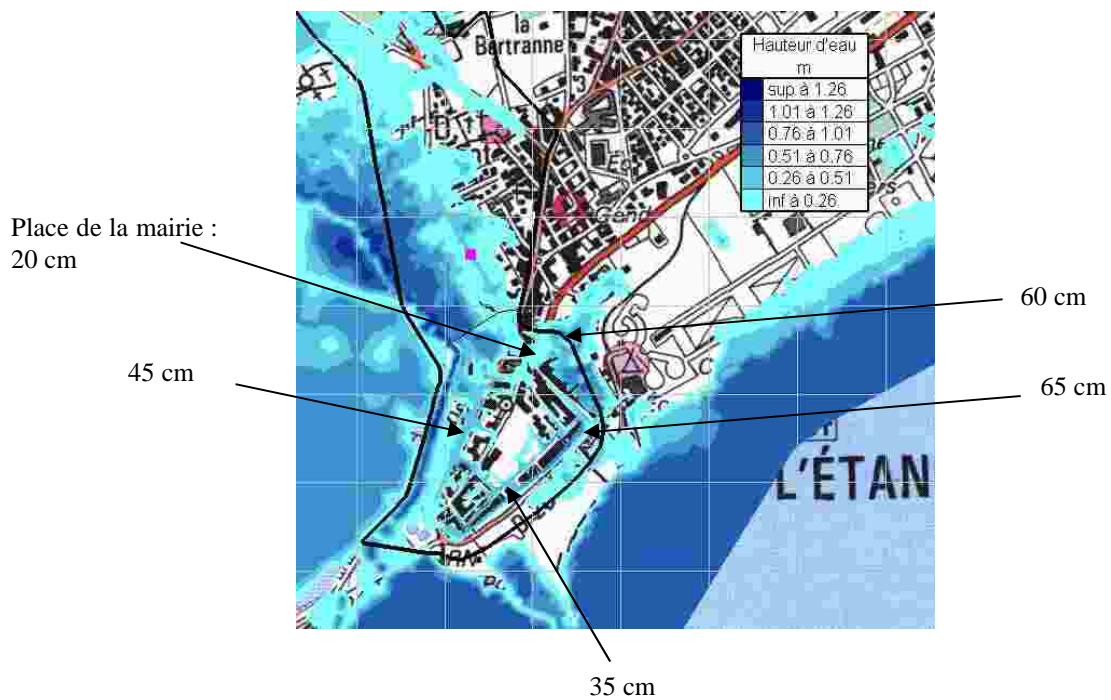 la
Bertranne
Hauteur d'eau
m
sup à 1.26
1.01 à 1.26
0.76 à 1.01
0.51 à 0.76
0.26 à 0.51
inf à 0.26
Gend
Place de la mairie :
20 cm
60 cm
45 cm
65 cm
L'ÉTAN
35 cm